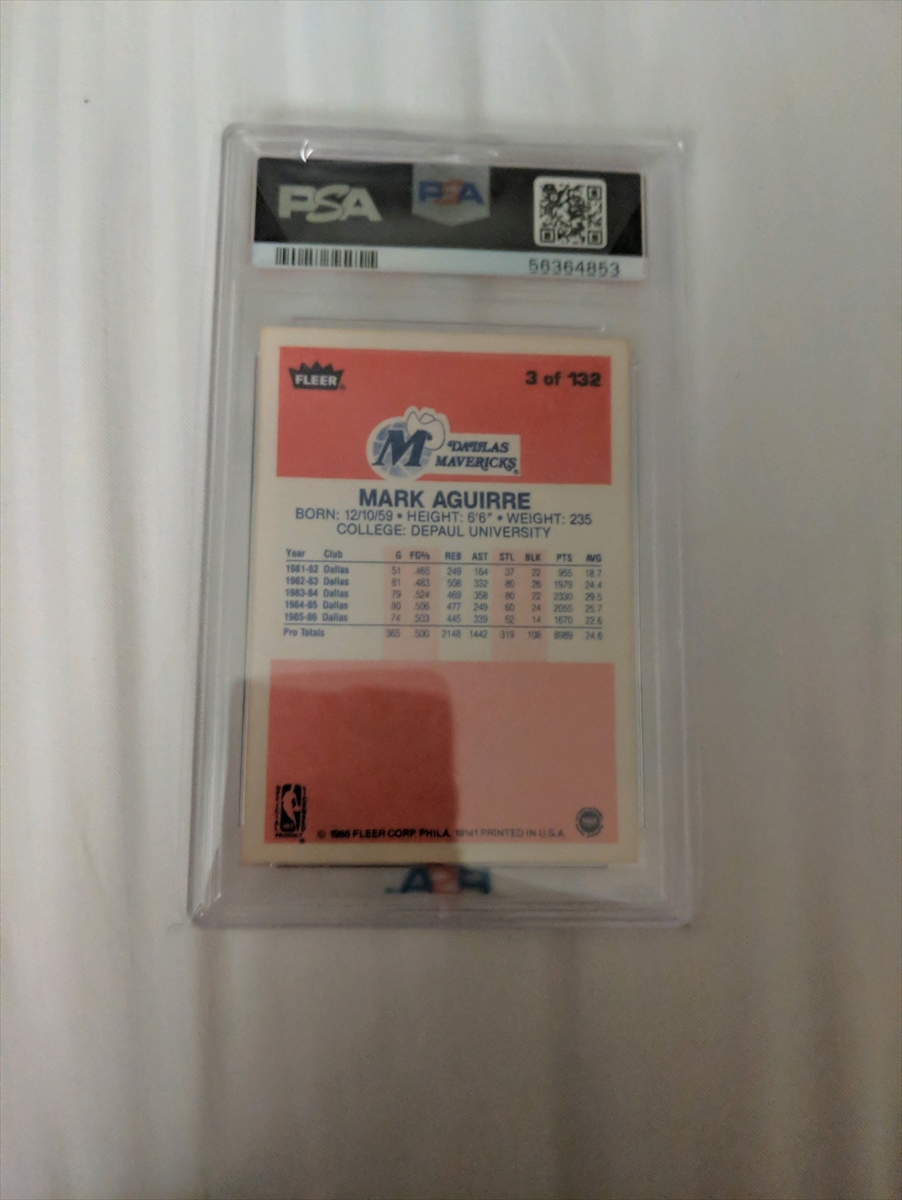 PSA PSA
56364853
FLEER 3 of 132
M DALLAS
MAVERICKS
MARK AGUIRRE
BORN: 12/10/59 • HEIGHT: 6'6" • WEIGHT: 235
COLLEGE: DEPAUL UNIVERSITY
Year Club G FG% REB AST STL BLK PTS AVG
1981-82 Dallas 51 .465 249 164 37 22 955 18.7
1982-83 Dallas 81 .483 508 332 80 26 1979 24.4
1983-84 Dallas 79 .524 469 358 80 22 2330 29.5
1984-85 Dallas 80 .506 477 249 60 24 2055 25.7
1985-86 Dallas 74 .503 445 339 62 14 1670 22.6
Pro Totals 365 .500 2148 1442 319 108 8989 24.6
© 1986 FLEER CORP. PHILA. 19141 PRINTED IN U.S.A.
PSA